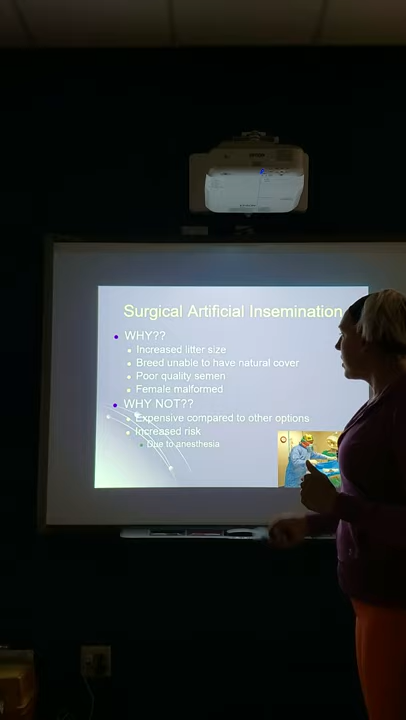 EPSON
Surgical Artificial Insemination
WHY??
Increased litter size
Breed unable to have natural cover
Poor quality semen
Female malformed
WHY NOT??
Expensive compared to other options
Increased risk
Due to anesthesia